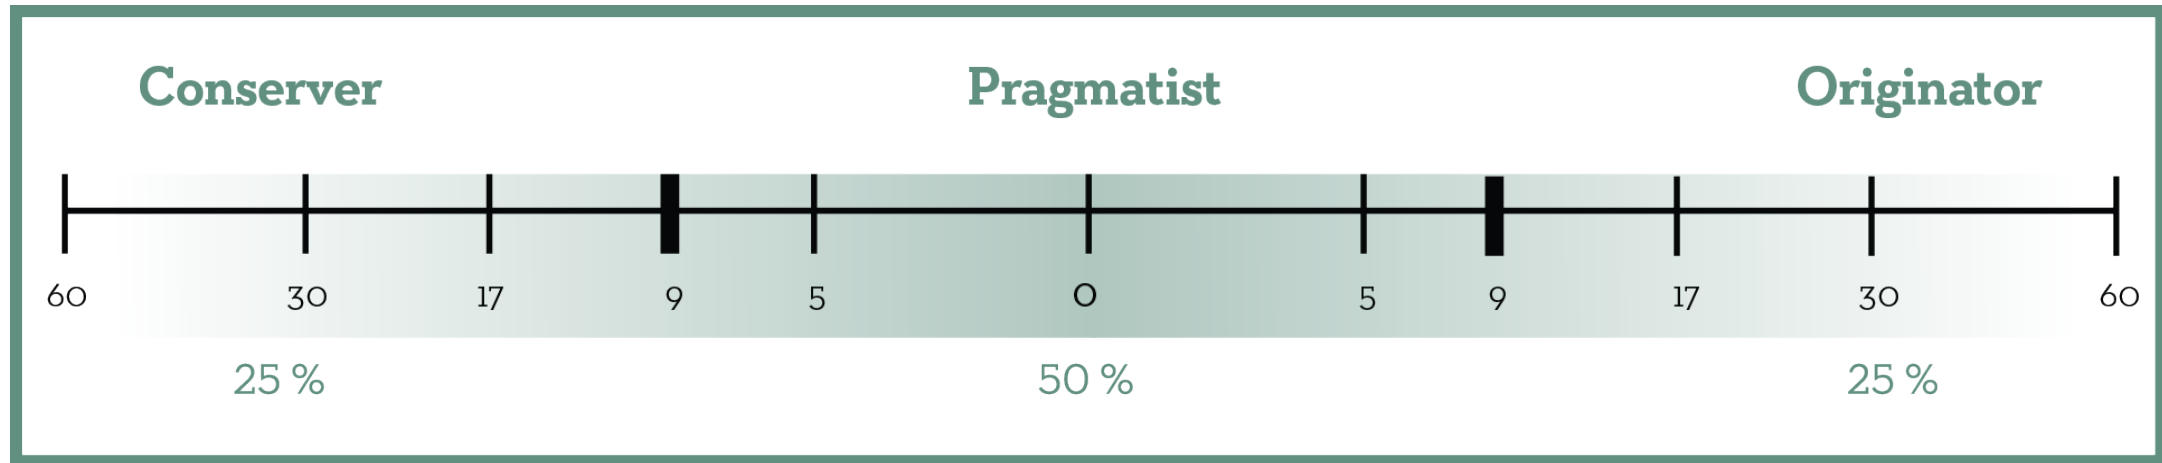 Conserver Pragmatist Originator
60 30 17 9 5 0 5 9 17 30 60
25 % 50 % 25 %